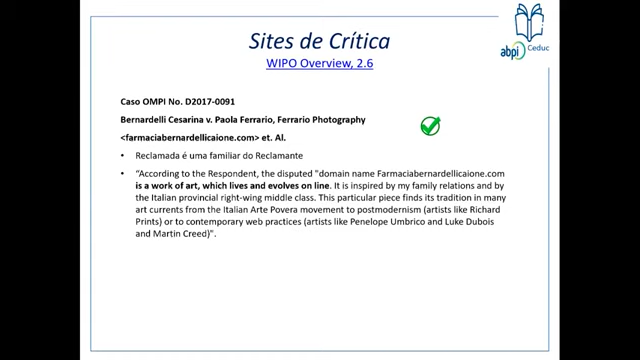 Sites de Crítica
WIPO Overview, 2.6
abpi Ceduc
Caso OMPI No. D2017-0091
Bernardelli Cesarina v. Paola Ferrario, Ferrario Photography
<farmaciabernardellicaione.com> et. Al.
• Reclamada é uma familiar do Reclamante
• "According to the Respondent, the disputed "domain name Farmaciabernardellicaione.com
is a work of art, which lives and evolves on line. It is inspired by my family relations and by
the Italian provincial right-wing middle class. This particular piece finds its tradition in many
art currents from the Italian Arte Povera movement to postmodernism (artists like Richard
Prints) or to contemporary web practices (artists like Penelope Umbrico and Luke Dubois
and Martin Creed)".